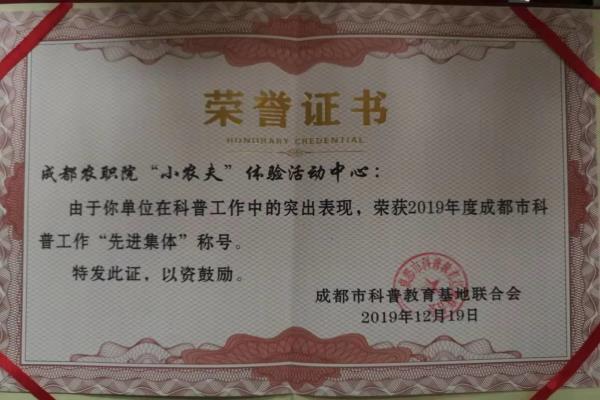 荣誉证书
HONORARY CREDENTIAL
成都农职院“小农夫”体验活动中心：
由于你单位在科普工作中的突出表现，荣获2019年度成都市科
普工作“先进集体”称号。
特发此证，以资鼓励。
成都市科普教育基地联合会
2019年12月19日